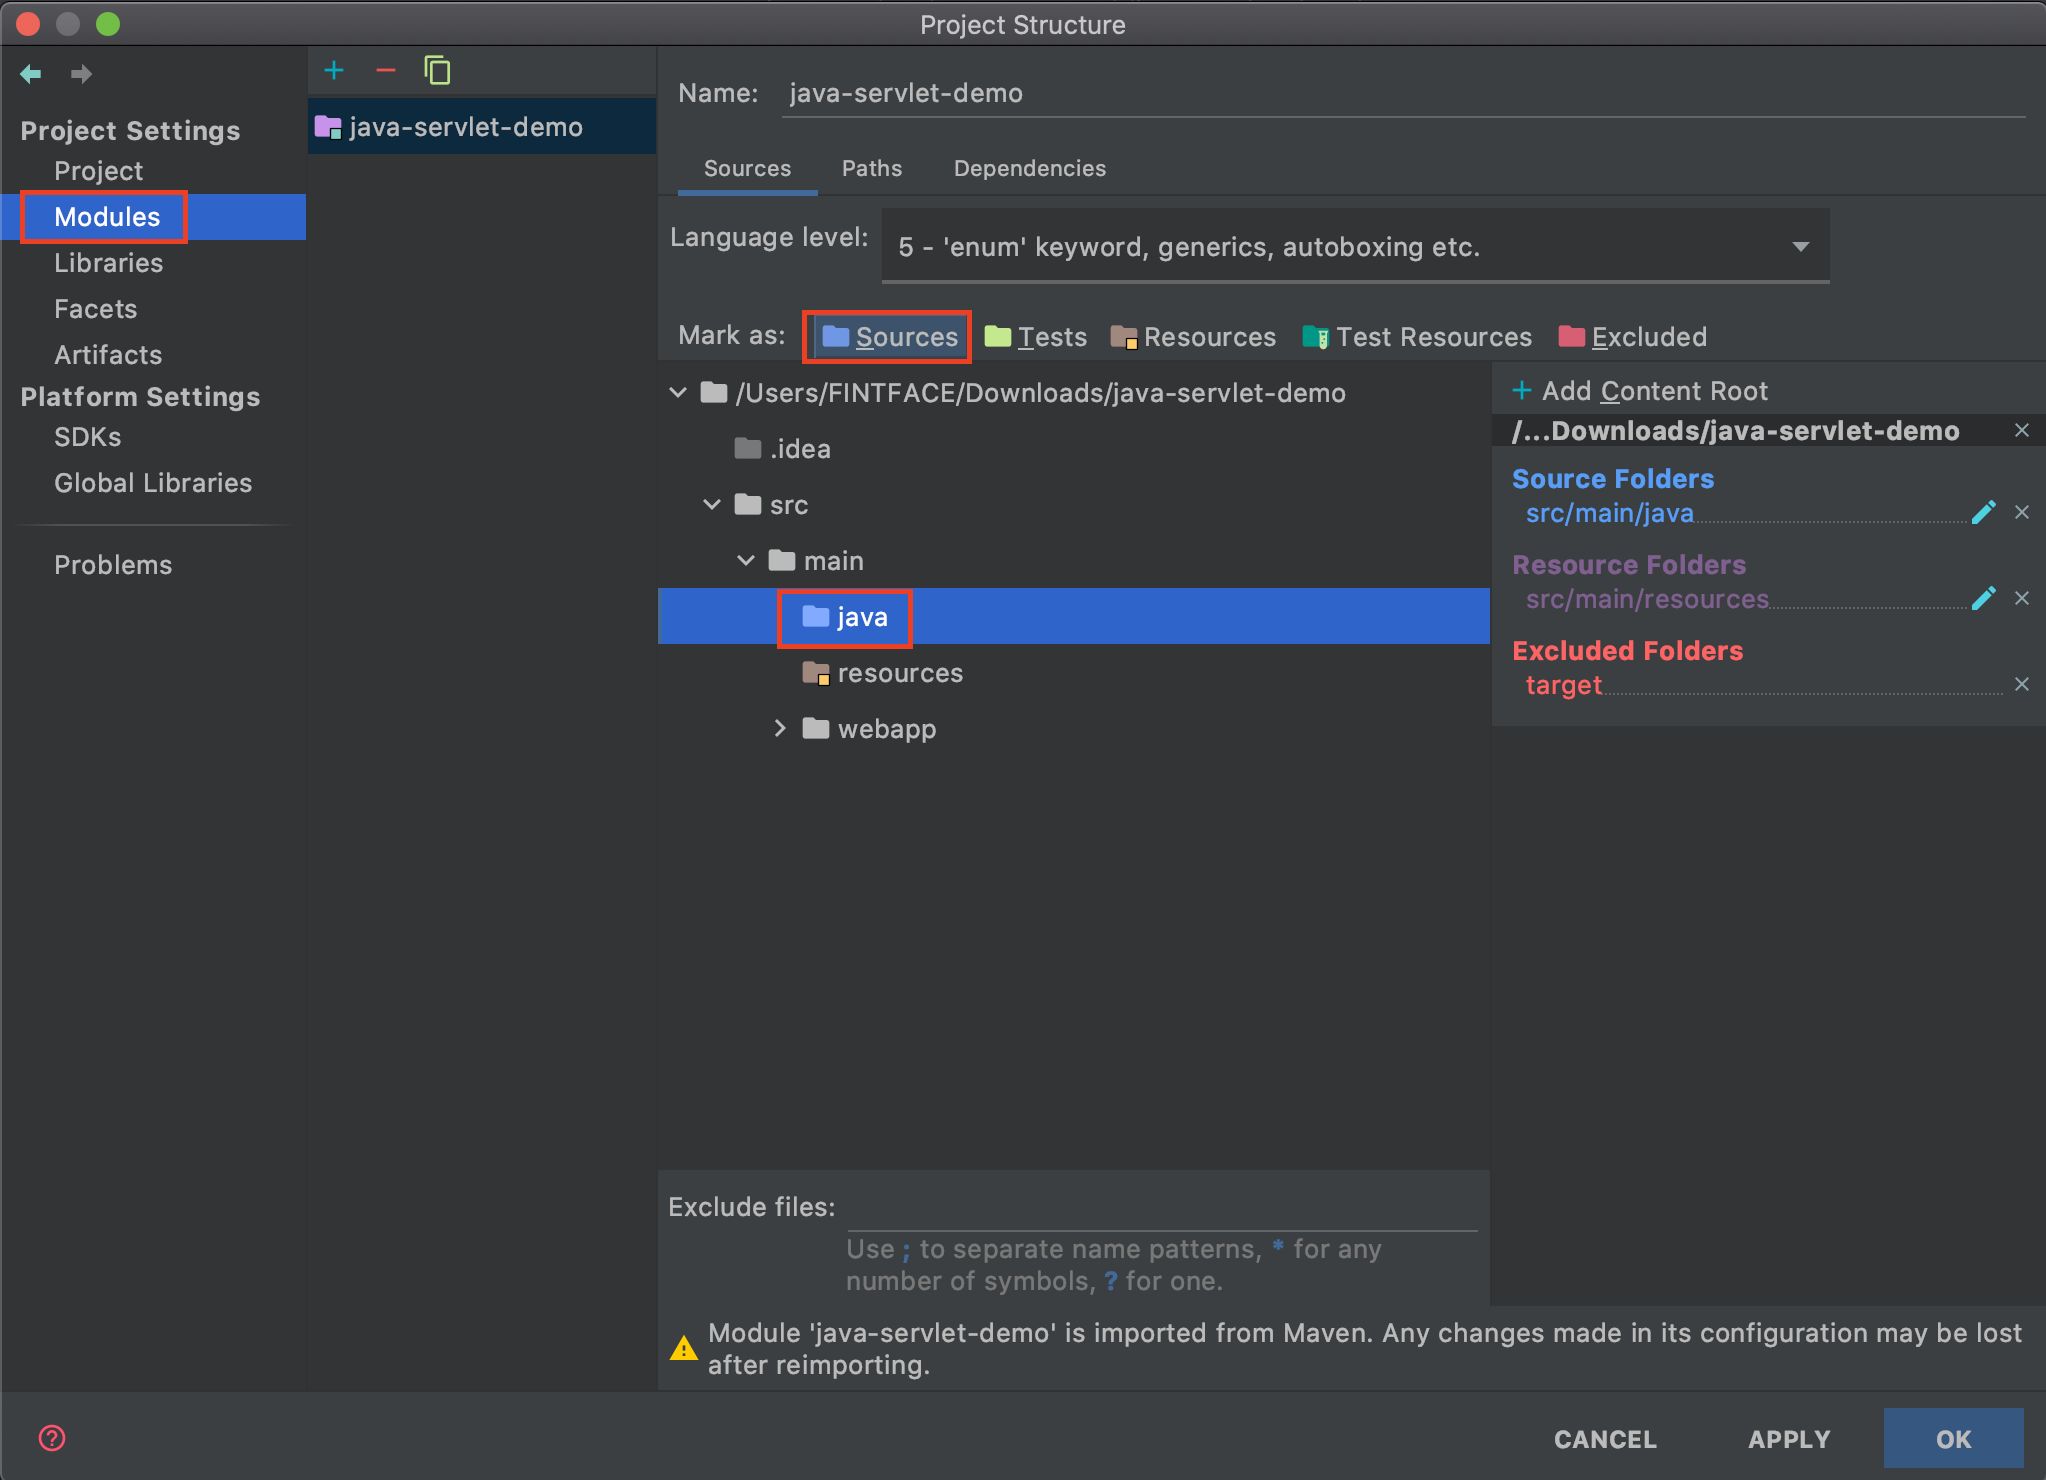 Project Structure
Project Settings
Project
Modules
Libraries
Facets
Artifacts
Platform Settings
SDKs
Global Libraries
Problems
java-servlet-demo
Name: java-servlet-demo
Sources Paths Dependencies
Language level: 5 - 'enum' keyword, generics, autoboxing etc.
Mark as: Sources Tests Resources Test Resources Excluded
/Users/FINTFACE/Downloads/java-servlet-demo
.idea
src
main
java
resources
webapp
+ Add Content Root
/...Downloads/java-servlet-demo
Source Folders
src/main/java
Resource Folders
src/main/resources
Excluded Folders
target
Exclude files:
Use ; to separate name patterns, * for any
number of symbols, ? for one.
Module 'java-servlet-demo' is imported from Maven. Any changes made in its configuration may be lost
after reimporting.
CANCEL APPLY OK